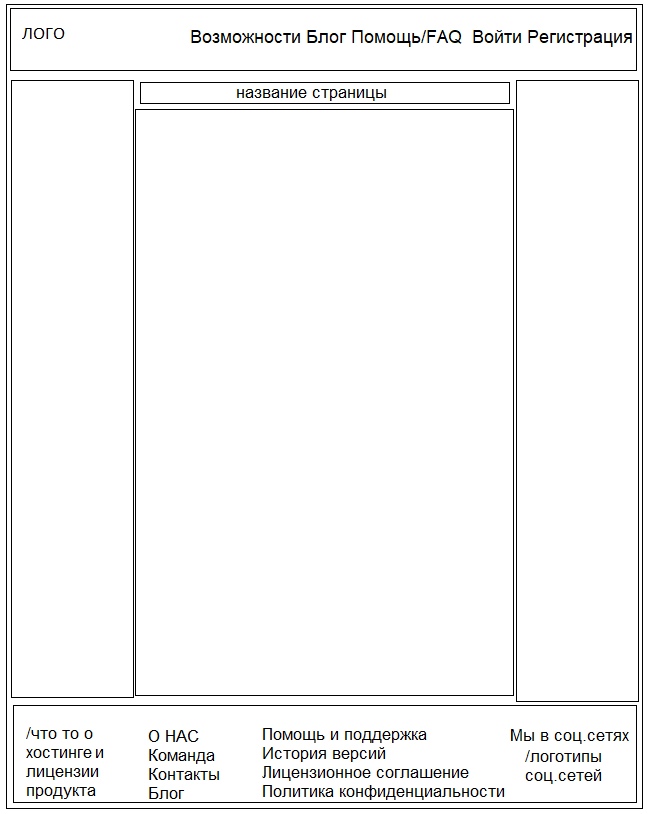 ЛОГО
Возможности Блог Помощь/FAQ Войти Регистрация
название страницы
/что то о
хостинге и
лицензии
продукта
О НАС
Команда
Контакты
Блог
Помощь и поддержка
История версий
Лицензионное соглашение
Политика конфиденциальности
Мы в соц.сетях
/логотипы
соц.сетей